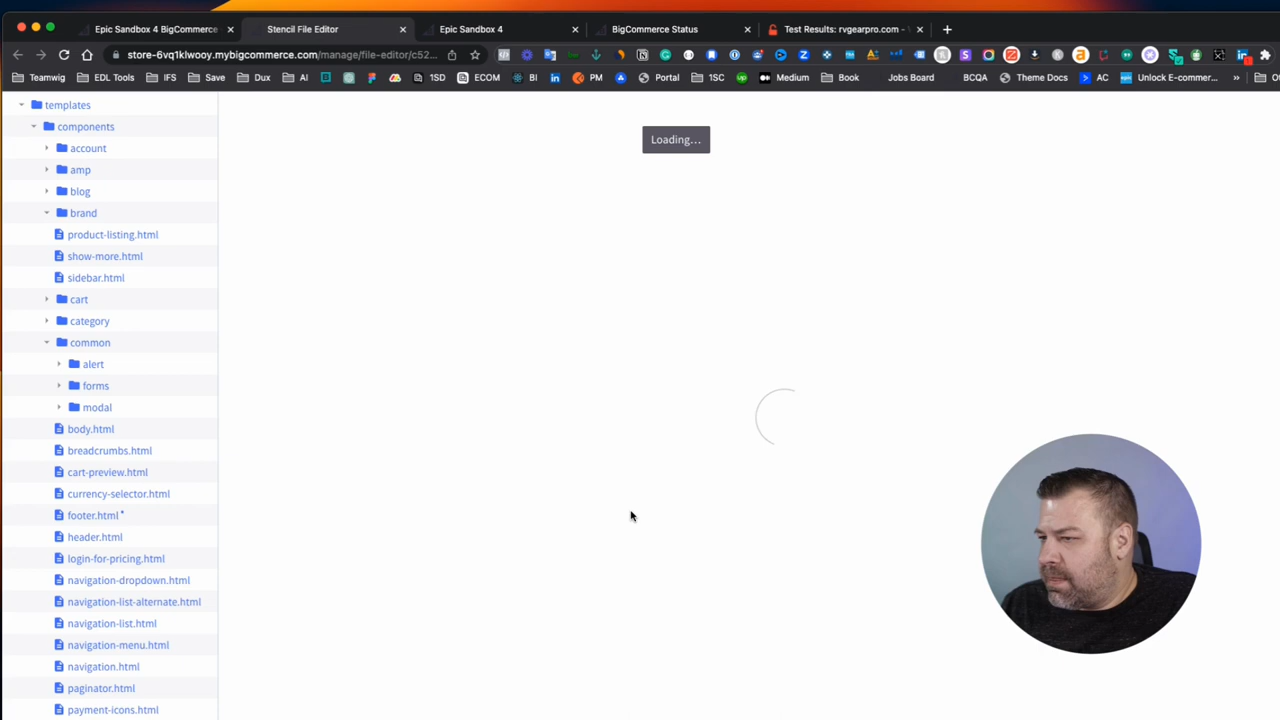 Epic Sandbox 4 BigCommerce
Stencil File Editor
Epic Sandbox 4
BigCommerce Status
Test Results: rvgearpro.com -
store-6vq1klwooy.mybigcommerce.com/manage/file-editor/c52...
Teamwig
EDL Tools
IFS
Save
Dux
AI
1SD
ECOM
BI
PM
Portal
1SC
Medium
Book
Jobs Board
BCQA
Theme Docs
AC
Unlock E-commer...
templates
components
account
amp
blog
brand
product-listing.html
show-more.html
sidebar.html
cart
category
common
alert
forms
modal
body.html
breadcrumbs.html
cart-preview.html
currency-selector.html
footer.html *
header.html
login-for-pricing.html
navigation-dropdown.html
navigation-list-alternate.html
navigation-list.html
navigation-menu.html
navigation.html
paginator.html
payment-icons.html
Loading...